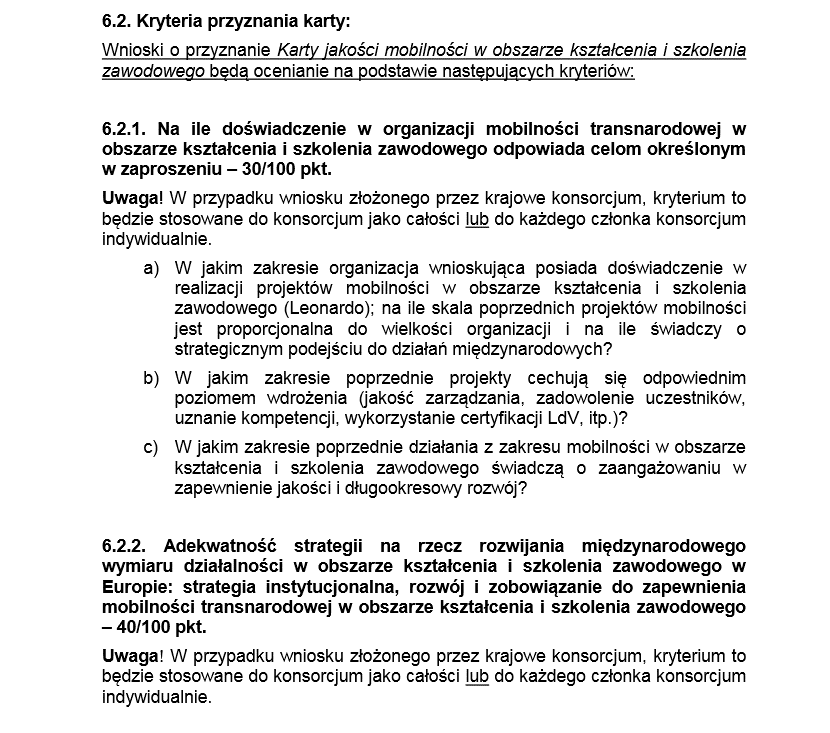 6.2. Kryteria przyznania karty:
Wnioski o przyznanie Karty jakości mobilności w obszarze kształcenia i szkolenia
zawodowego będą ocenianie na podstawie następujących kryteriów:
6.2.1. Na ile doświadczenie w organizacji mobilności transnarodowej w
obszarze kształcenia i szkolenia zawodowego odpowiada celom określonym
w zaproszeniu – 30/100 pkt.
Uwaga! W przypadku wniosku złożonego przez krajowe konsorcjum, kryterium to
będzie stosowane do konsorcjum jako całości lub do każdego członka konsorcjum
indywidualnie.
a) W jakim zakresie organizacja wnioskująca posiada doświadczenie w
realizacji projektów mobilności w obszarze kształcenia i szkolenia
zawodowego (Leonardo); na ile skala poprzednich projektów mobilności
jest proporcjonalna do wielkości organizacji i na ile świadczy o
strategicznym podejściu do działań międzynarodowych?
b) W jakim zakresie poprzednie projekty cechują się odpowiednim
poziomem wdrożenia (jakość zarządzania, zadowolenie uczestników,
uznanie kompetencji, wykorzystanie certyfikacji LdV, itp.)?
c) W jakim zakresie poprzednie działania z zakresu mobilności w obszarze
kształcenia i szkolenia zawodowego świadczą o zaangażowaniu w
zapewnienie jakości i długookresowy rozwój?
6.2.2. Adekwatność strategii na rzecz rozwijania międzynarodowego
wymiaru działalności w obszarze kształcenia i szkolenia zawodowego w
Europie: strategia instytucjonalna, rozwój i zobowiązanie do zapewnienia
mobilności transnarodowej w obszarze kształcenia i szkolenia zawodowego
– 40/100 pkt.
Uwaga! W przypadku wniosku złożonego przez krajowe konsorcjum, kryterium to
będzie stosowane do konsorcjum jako całości lub do każdego członka konsorcjum
indywidualnie.